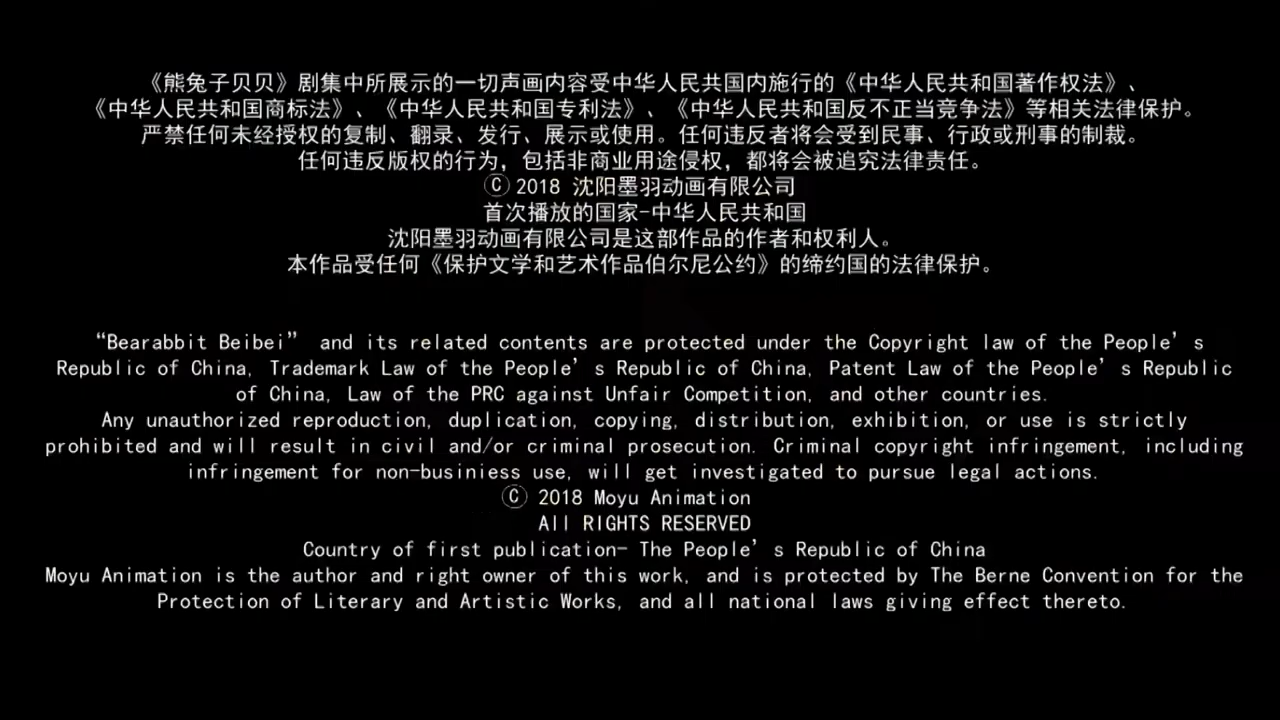 《熊兔子贝贝》剧集中所展示的一切声画内容受中华人民共国内施行的《中华人民共和国著作权法》、
《中华人民共和国商标法》、《中华人民共和国专利法》、《中华人民共和国反不正当竞争法》等相关法律保护。
严禁任何未经授权的复制、翻录、发行、展示或使用。任何违反者将会受到民事、行政或刑事的制裁。
任何违反版权的行为，包括非商业用途侵权，都将会被追究法律责任。
Ⓒ 2018 沈阳墨羽动画有限公司
首次播放的国家-中华人民共和国
沈阳墨羽动画有限公司是这部作品的作者和权利人。
本作品受任何《保护文学和艺术作品伯尔尼公约》的缔约国的法律保护。
“Bearabbit Beibei” and its related contents are protected under the Copyright law of the People’s
Republic of China, Trademark Law of the People’s Republic of China, Patent Law of the People’s Republic
of China, Law of the PRC against Unfair Competition, and other countries.
Any unauthorized reproduction, duplication, copying, distribution, exhibition, or use is strictly
prohibited and will result in civil and/or criminal prosecution. Criminal copyright infringement, including
infringement for non-businiess use, will get investigated to pursue legal actions.
Ⓒ 2018 Moyu Animation
All RIGHTS RESERVED
Country of first publication- The People’s Republic of China
Moyu Animation is the author and right owner of this work, and is protected by The Berne Convention for the
Protection of Literary and Artistic Works, and all national laws giving effect thereto.